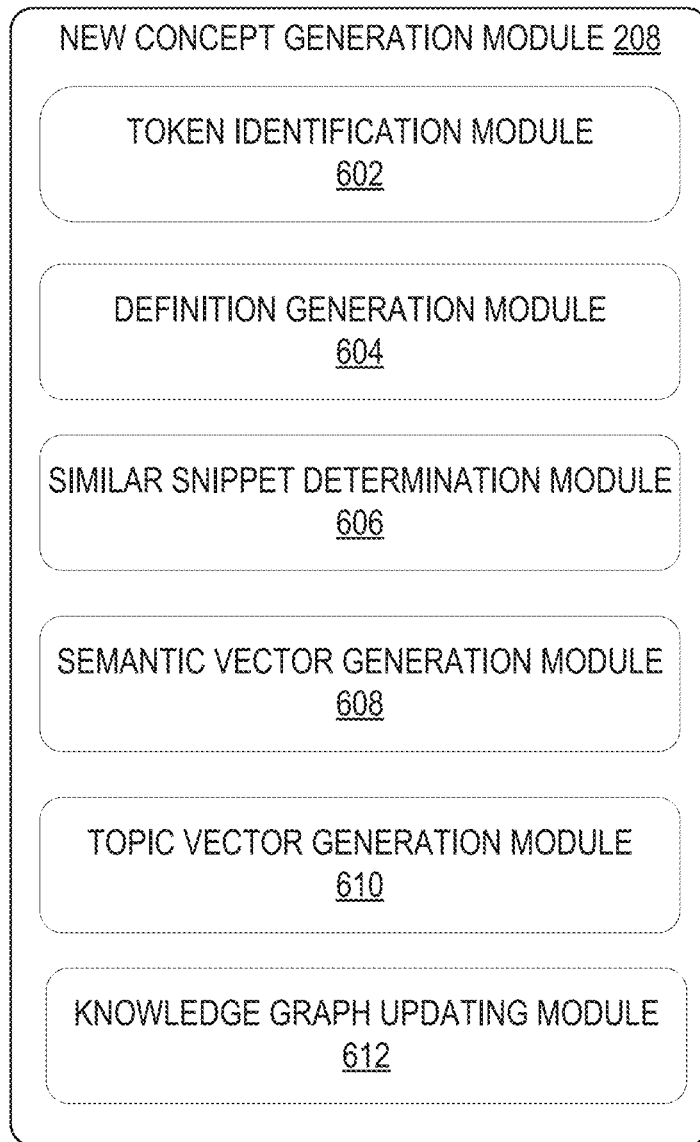 NEW CONCEPT GENERATION MODULE 208
TOKEN IDENTIFICATION MODULE
602
DEFINITION GENERATION MODULE
604
SIMILAR SNIPPET DETERMINATION MODULE
606
SEMANTIC VECTOR GENERATION MODULE
608
TOPIC VECTOR GENERATION MODULE
610
KNOWLEDGE GRAPH UPDATING MODULE
612